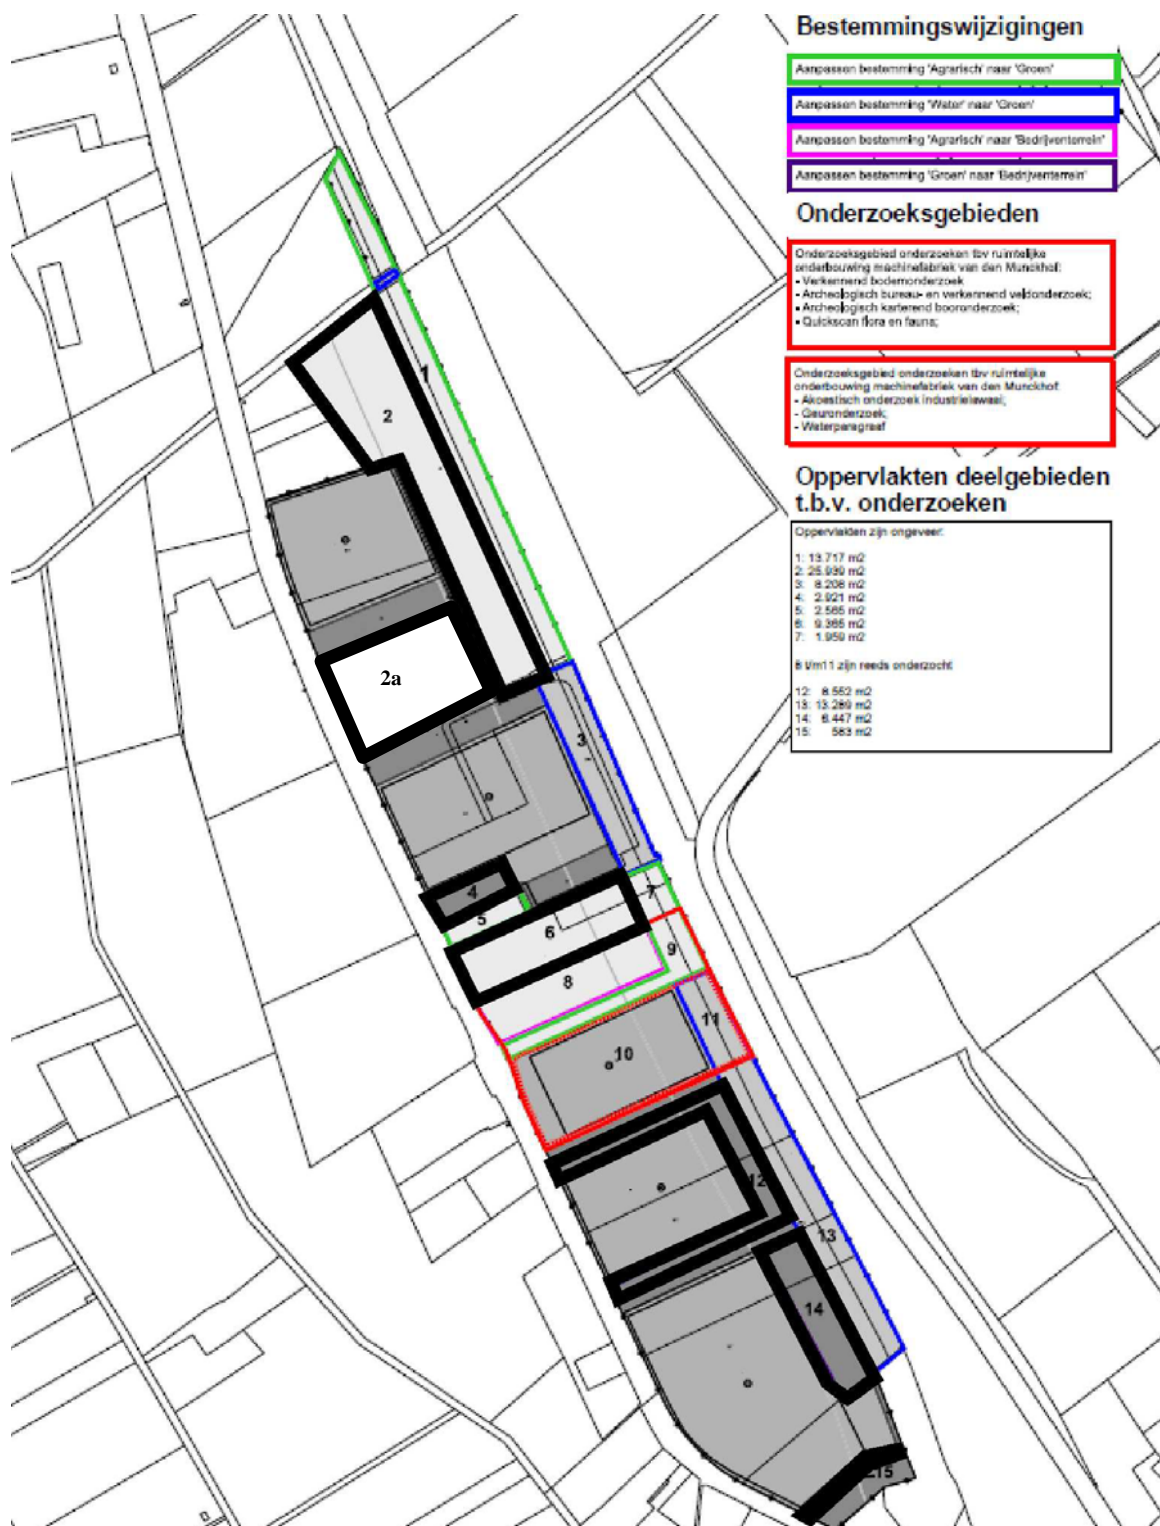 Bestemmingswijzigingen
Aanpassen bestemming 'Agrarisch' naar 'Groen'
Aanpassen bestemming 'Water' naar 'Groen'
Aanpassen bestemming 'Agrarisch' naar 'Bedrijventerrein'
Aanpassen bestemming 'Groen' naar 'Bedrijventerrein'
Onderzoeksgebieden
Onderzoeksgebied onderzoeken tbv ruimtelijke
onderbouwing machinefabriek van den Munckhof:
- Verkennend bodemonderzoek
- Archeologisch bureau- en verkennend veldonderzoek;
- Archeologisch karterend booronderzoek;
- Quickscan flora en fauna;
Onderzoeksgebied onderzoeken tbv ruimtelijke
onderbouwing machinefabriek van den Munckhof:
- Akoestisch onderzoek industrielawaai;
- Geuronderzoek;
- Waterparagraaf
Oppervlakten deelgebieden
t.b.v. onderzoeken
Oppervlakten zijn ongeveer:
1: 13.717 m2
2: 25.939 m2
3: 8.208 m2
4: 2.921 m2
5: 2.565 m2
6: 9.365 m2
7: 1.959 m2
8 t/m11 zijn reeds onderzocht
12: 8.552 m2
13: 13.289 m2
14: 6.447 m2
15: 583 m2
1
2
2a
3
4
5
6
7
8
9
10
11
12
13
14
15